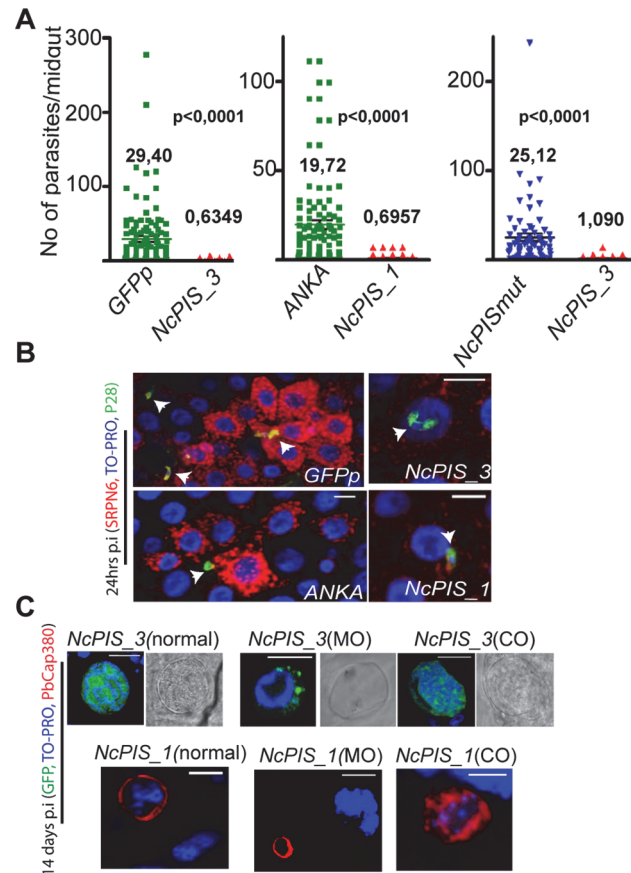 A
No of parasites/midgut
300
200
100
p<0,0001
29,40
0,6349
GFPp
NcPIS_3
100
50
p<0,0001
19,72
0,6957
ANKA
NcPIS_1
200
100
p<0,0001
25,12
1,090
NcPISmut
NcPIS_3
B
24hrs p.i (SRPN6, TO-PRO, P28)
GFPp
NcPIS_3
ANKA
NcPIS_1
C
14 days p.i (GFP, TO-PRO, PbCap380)
NcPIS_3(normal)
NcPIS_3(MO)
NcPIS_3(CO)
NcPIS_1(normal)
NcPIS_1(MO)
NcPIS_1(CO)